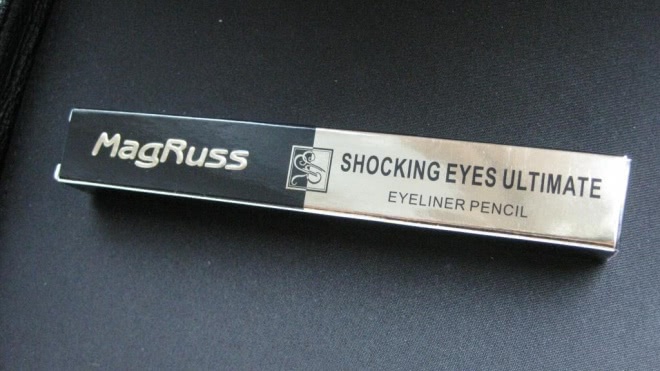 MagRuss
SHOCKING EYES ULTIMATE
EYELINER PENCIL